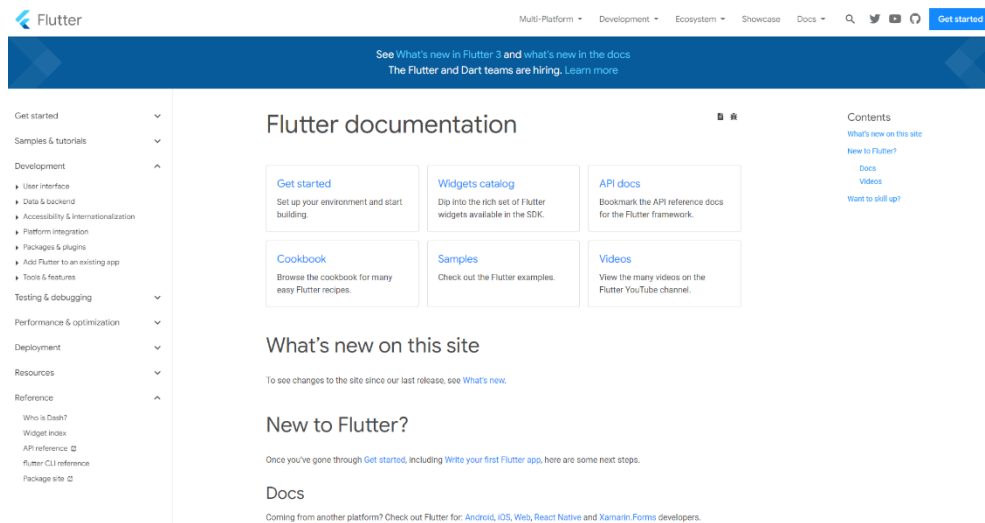 Flutter
Multi-Platform Development Ecosystem Showcase Docs Get started
See What's new in Flutter 3 and what's new in the docs
The Flutter and Dart teams are hiring. Learn more
Get started
Samples & tutorials
Development
User interface
Data & backend
Accessibility & internationalization
Platform integration
Packages & plugins
Add Flutter to an existing app
Tools & features
Testing & debugging
Performance & optimization
Deployment
Resources
Reference
Who is Dash?
Widget index
API reference
flutter CLI reference
Package site
Flutter documentation
Get started
Set up your environment and start
building.
Widgets catalog
Dip into the rich set of Flutter
widgets available in the SDK.
API docs
Bookmark the API reference docs
for the Flutter framework.
Cookbook
Browse the cookbook for many
easy Flutter recipes.
Samples
Check out the Flutter examples.
Videos
View the many videos on the
Flutter YouTube channel.
What's new on this site
To see changes to the site since our last release, see What's new.
New to Flutter?
Once you've gone through Get started, including Write your first Flutter app, here are some next steps.
Docs
Coming from another platform? Check out Flutter for: Android, iOS, Web, React Native and Xamarin.Forms developers.
Contents
What's new on this site
New to Flutter?
Docs
Videos
Want to skill up?